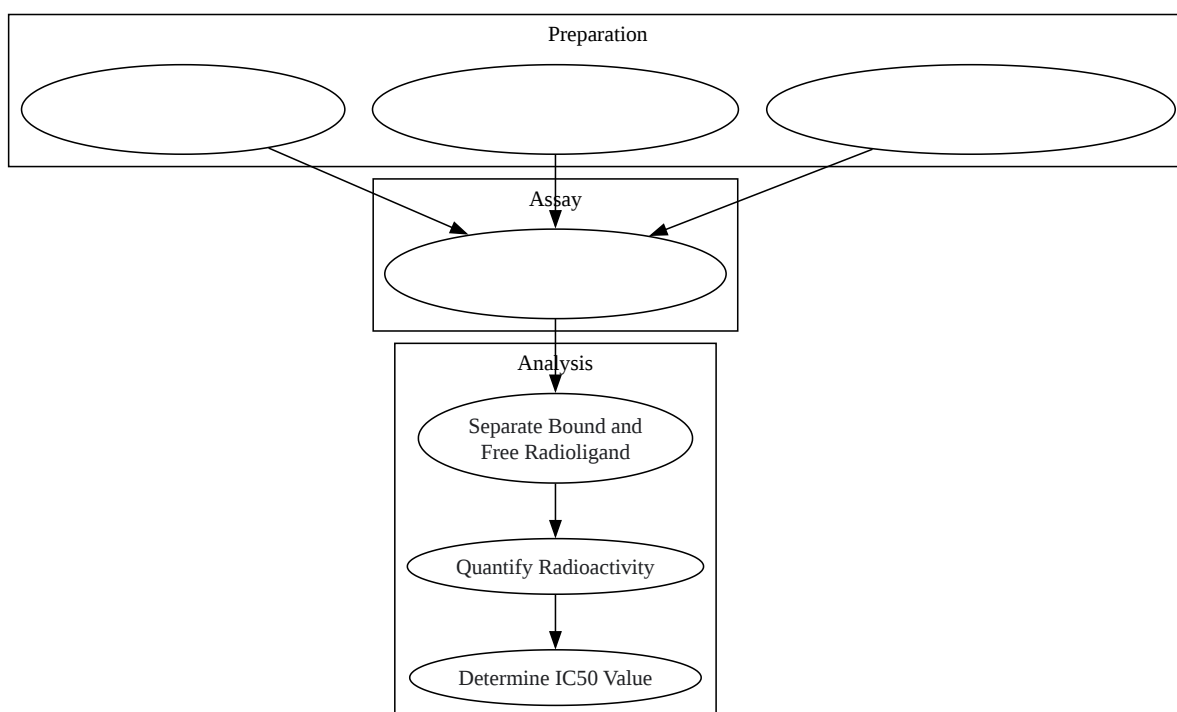 Preparation
Assay
Analysis
Separate Bound and
Free Radioligand
Quantify Radioactivity
Determine IC50 Value